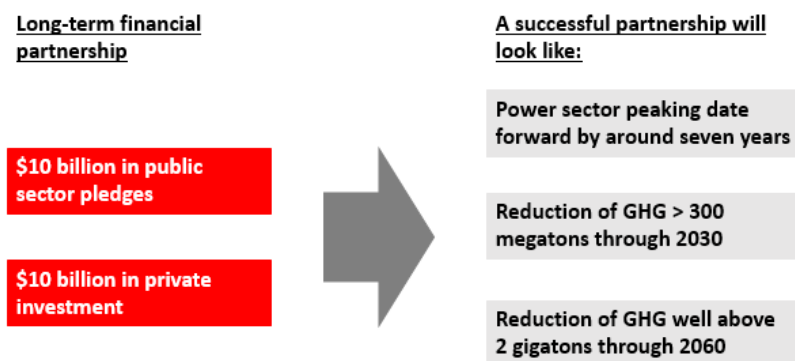 Long-term financial
partnership
$10 billion in public
sector pledges
$10 billion in private
investment
A successful partnership will
look like:
Power sector peaking date
forward by around seven years
Reduction of GHG > 300
megatons through 2030
Reduction of GHG well above
2 gigatons through 2060